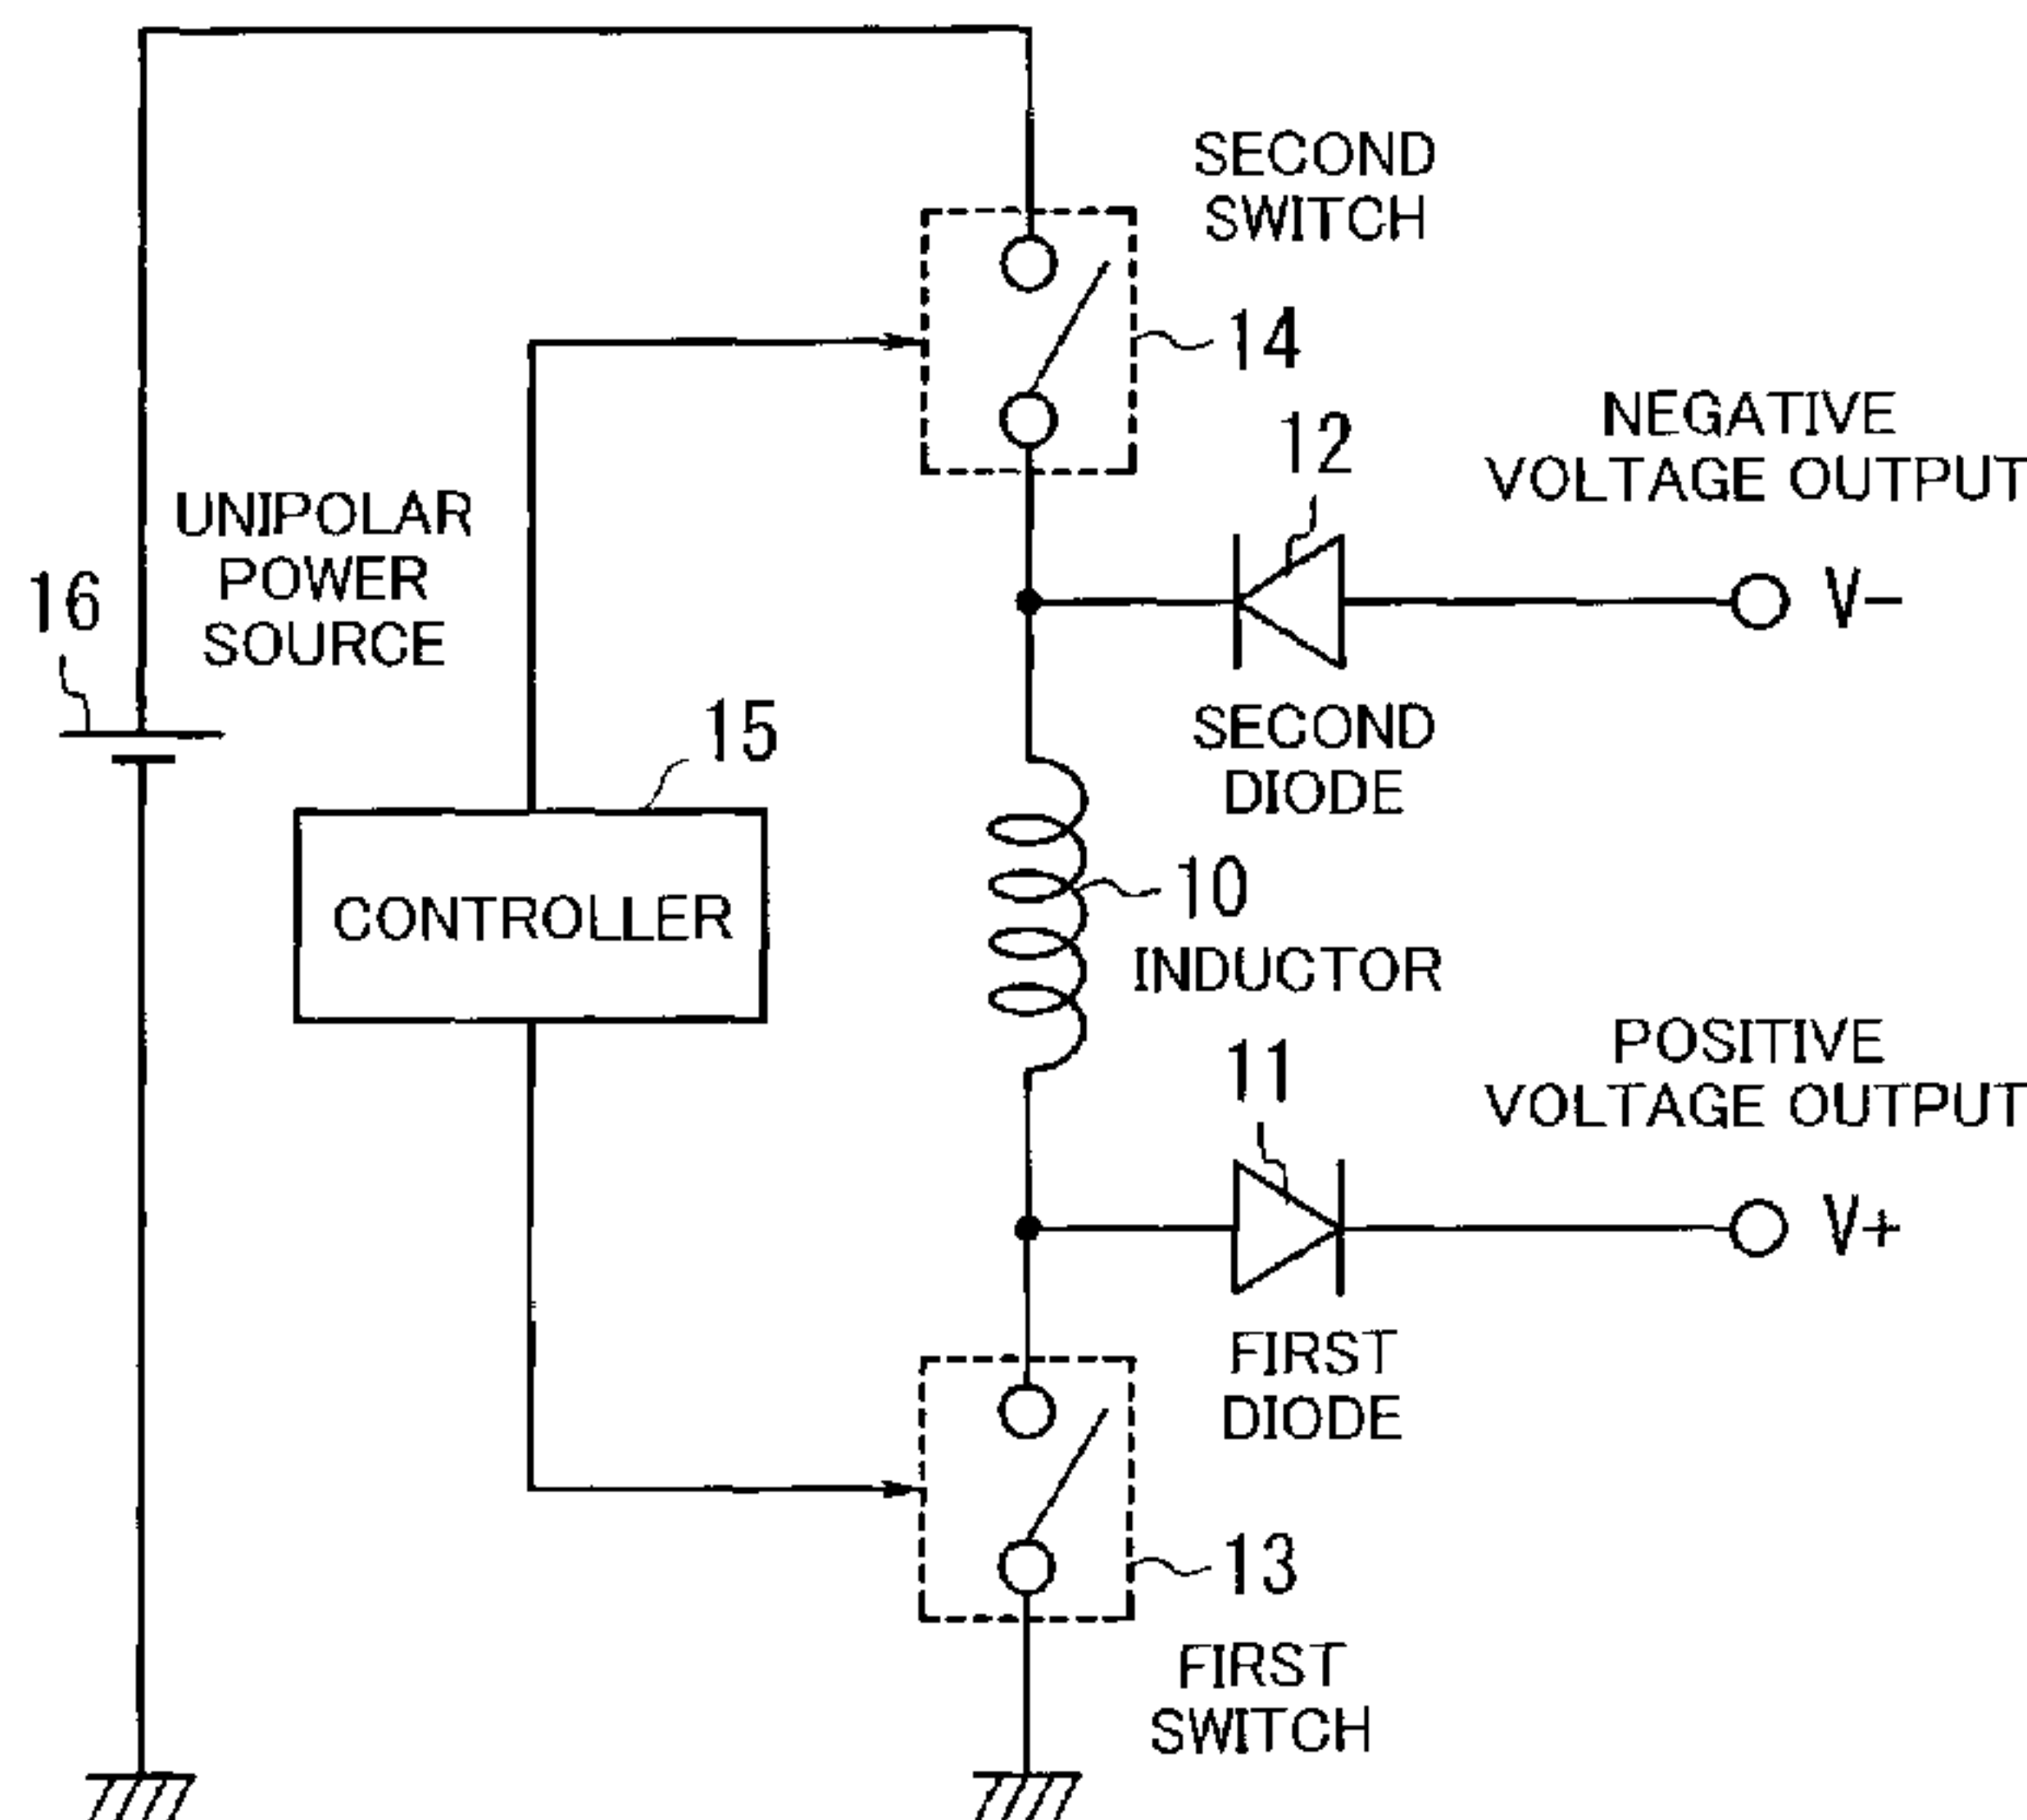 SECOND
SWITCH
14
12
NEGATIVE
VOLTAGE OUTPUT
V−
UNIPOLAR
POWER
SOURCE
16
SECOND
DIODE
15
CONTROLLER
10
INDUCTOR
11
POSITIVE
VOLTAGE OUTPUT
V+
FIRST
DIODE
13
FIRST
SWITCH